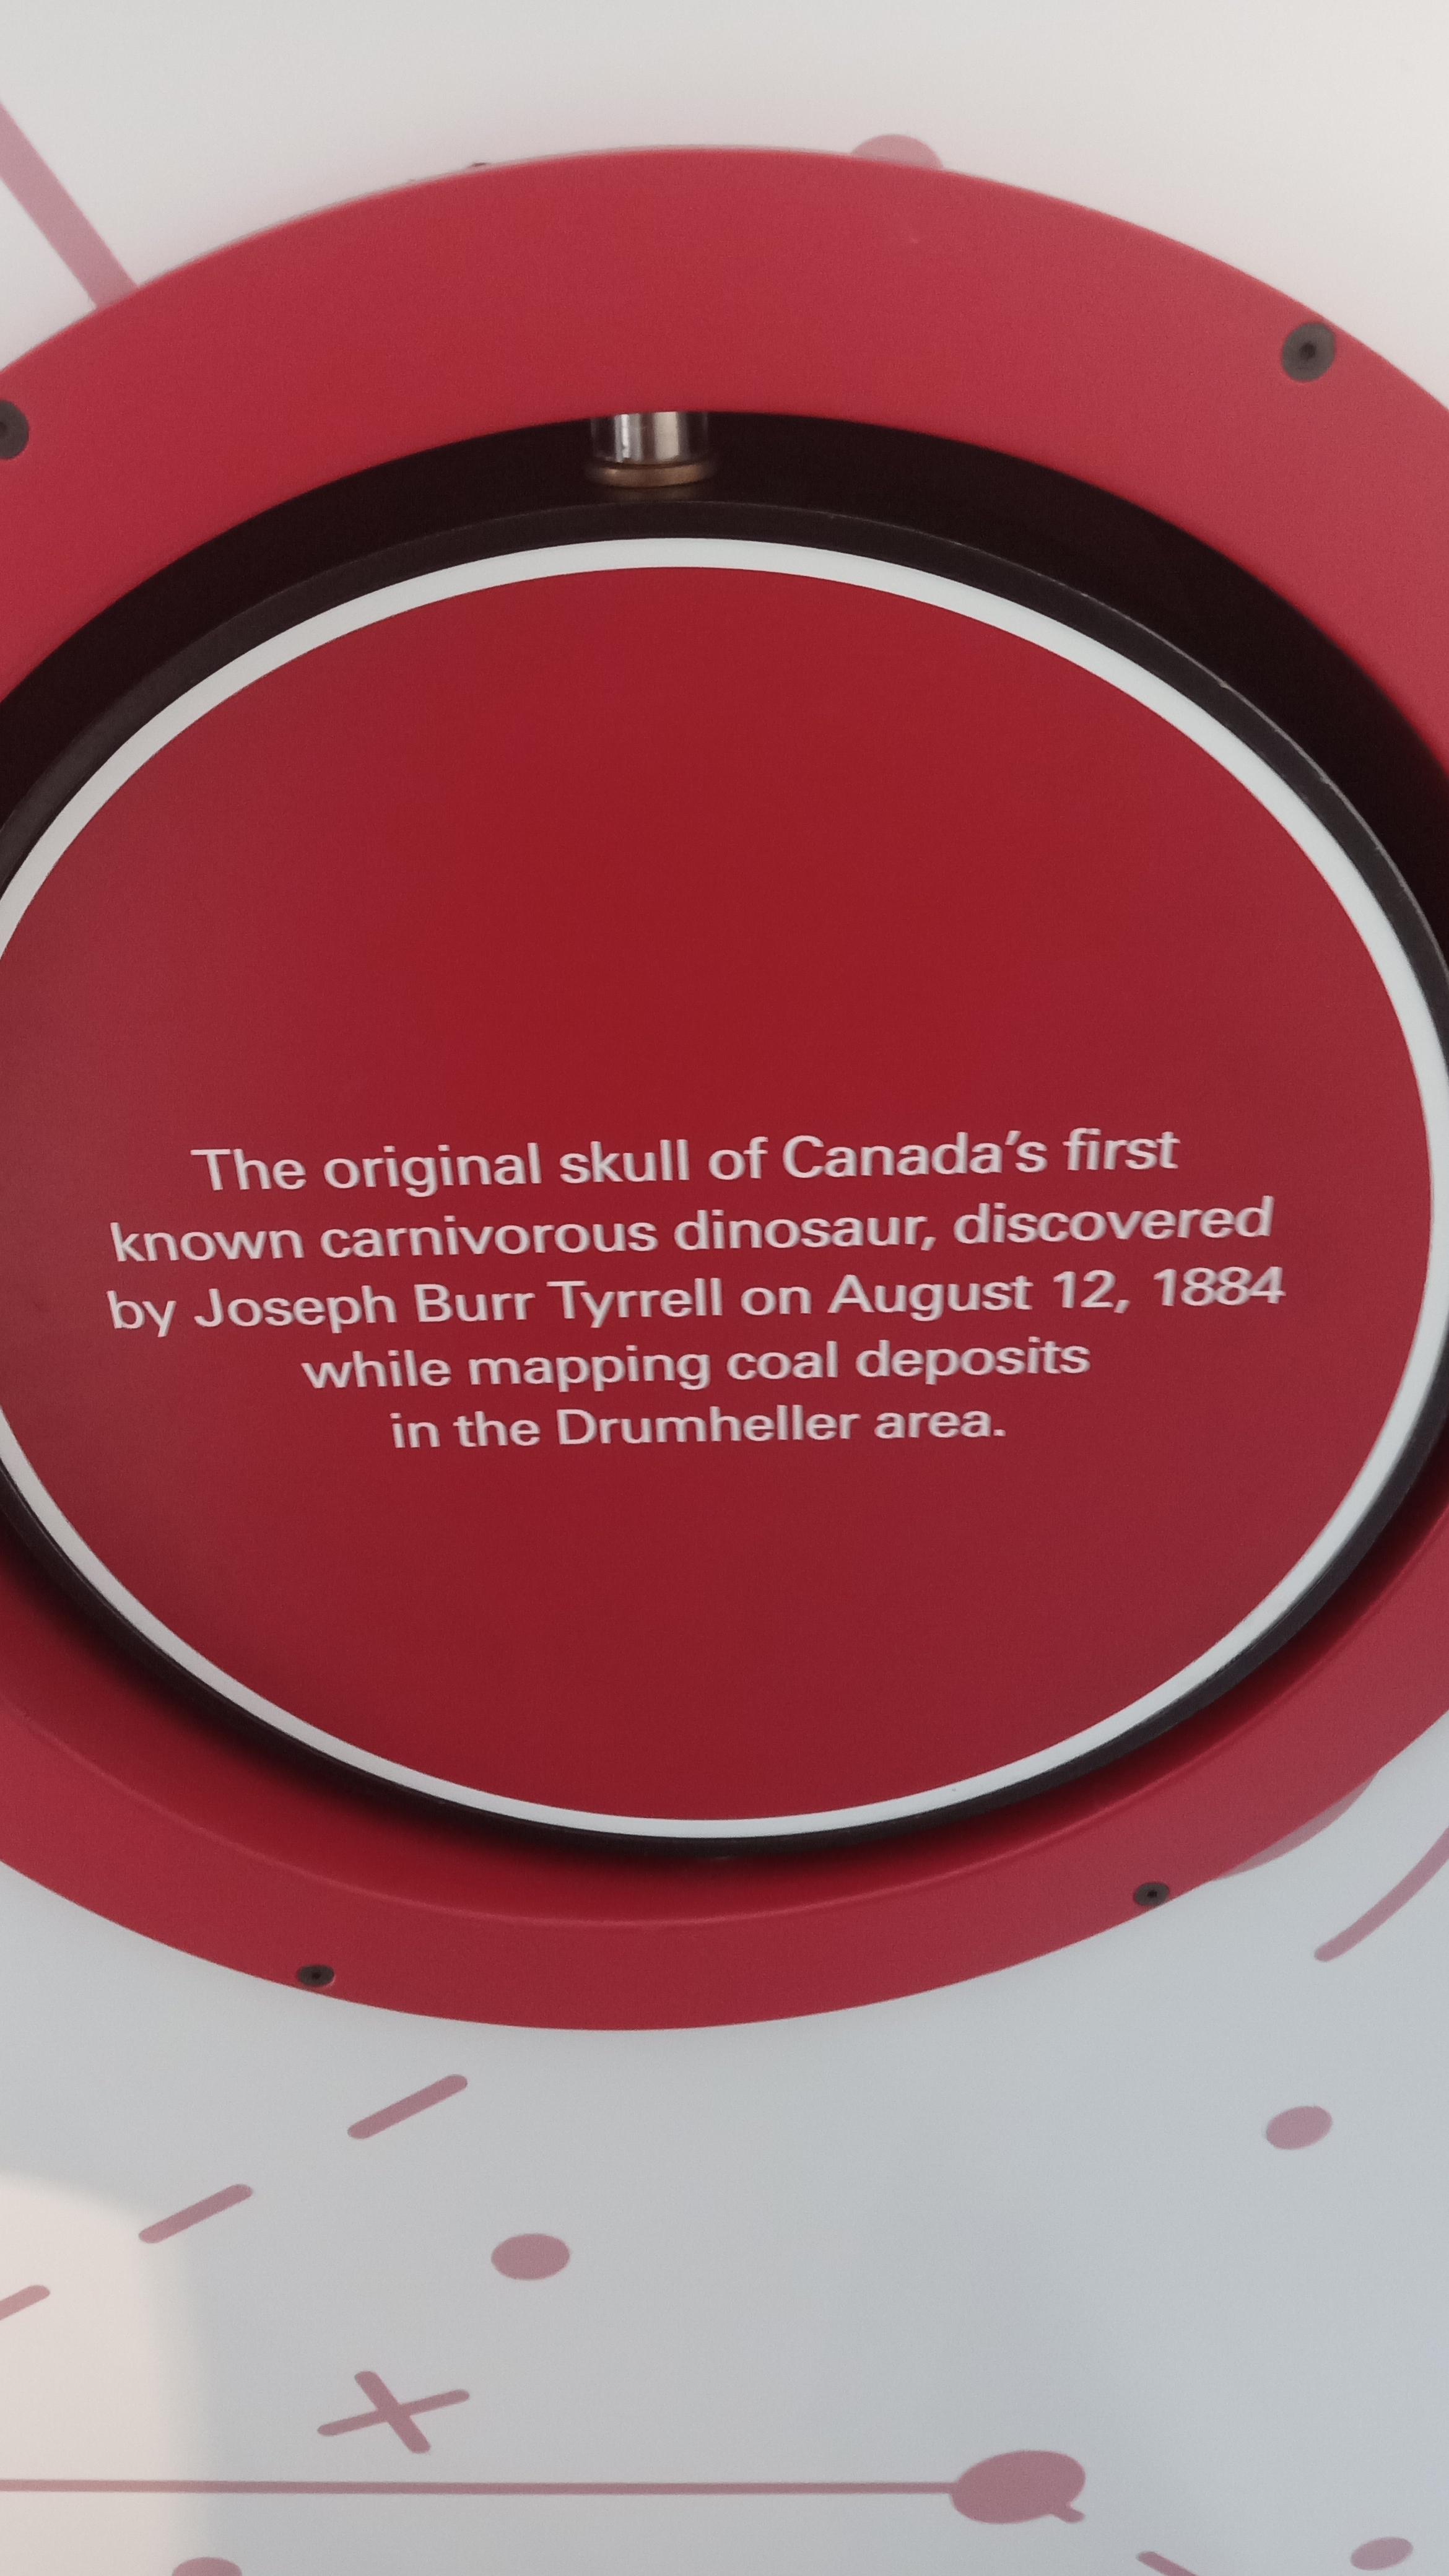 The original skull of Canada's first
known carnivorous dinosaur, discovered
by Joseph Burr Tyrrell on August 12, 1884
while mapping coal deposits
in the Drumheller area.